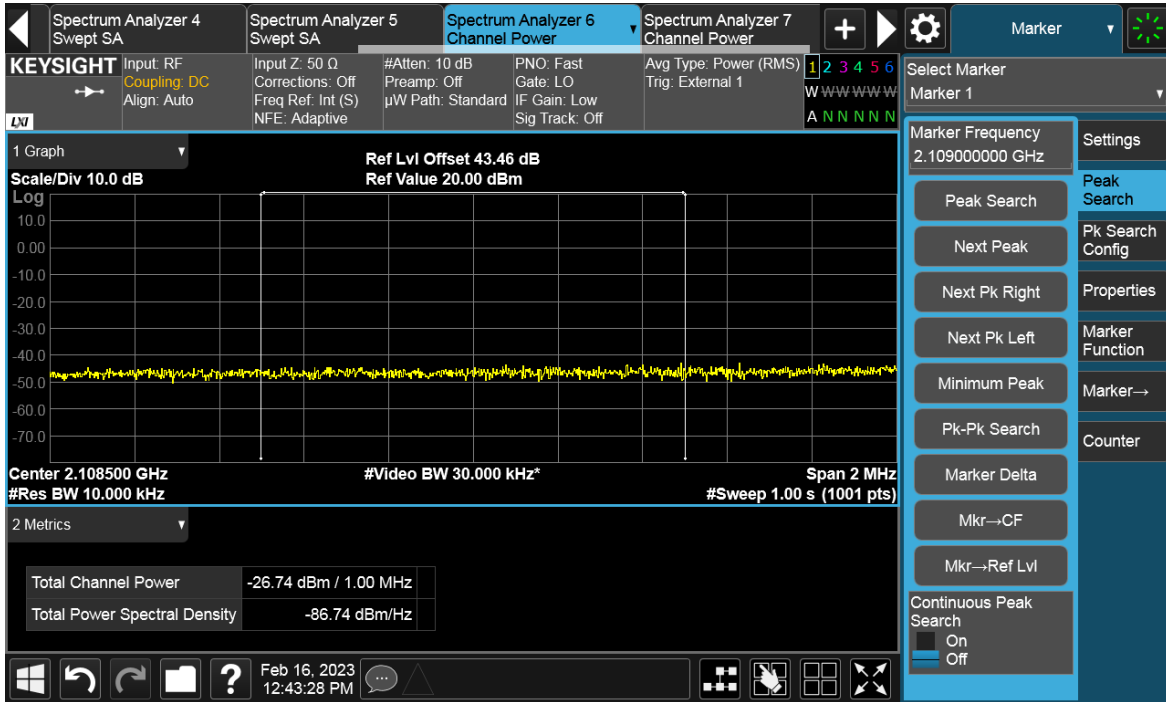 Spectrum Analyzer 4
Swept SA
Spectrum Analyzer 5
Swept SA
Spectrum Analyzer 6
Channel Power
Spectrum Analyzer 7
Channel Power
Marker
KEYSIGHT
LXI
Input: RF
Coupling: DC
Align: Auto
Input Z: 50 Ω
Corrections: Off
Freq Ref: Int (S)
NFE: Adaptive
#Atten: 10 dB
Preamp: Off
µW Path: Standard
PNO: Fast
Gate: LO
IF Gain: Low
Sig Track: Off
Avg Type: Power (RMS)
Trig: External 1
1 2 3 4 5 6
W W W W W W
A N N N N N
Select Marker
Marker 1
1 Graph
Scale/Div 10.0 dB
Ref Lvl Offset 43.46 dB
Ref Value 20.00 dBm
Log
10.0
0.00
-10.0
-20.0
-30.0
-40.0
-50.0
-60.0
-70.0
Center 2.108500 GHz
#Res BW 10.000 kHz
#Video BW 30.000 kHz*
Span 2 MHz
#Sweep 1.00 s (1001 pts)
2 Metrics
Total Channel Power -26.74 dBm / 1.00 MHz
Total Power Spectral Density -86.74 dBm/Hz
Marker Frequency
2.109000000 GHz
Peak Search
Next Peak
Next Pk Right
Next Pk Left
Minimum Peak
Pk-Pk Search
Marker Delta
Mkr→CF
Mkr→Ref Lvl
Continuous Peak
Search
On
Off
Settings
Peak
Search
Pk Search
Config
Properties
Marker
Function
Marker→
Counter
?
Feb 16, 2023
12:43:28 PM